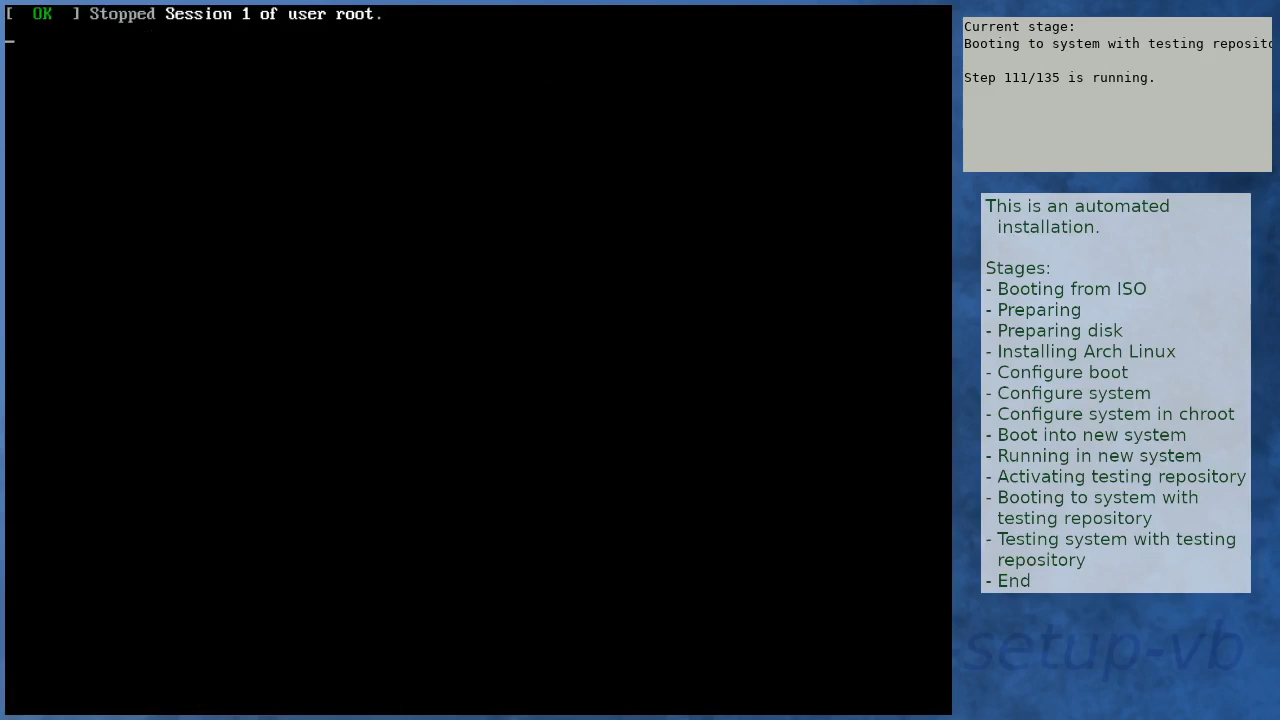 [  OK  ] Stopped Session 1 of user root.
_
Current stage:
Booting to system with testing reposito
Step 111/135 is running.
This is an automated
installation.
Stages:
- Booting from ISO
- Preparing
- Preparing disk
- Installing Arch Linux
- Configure boot
- Configure system
- Configure system in chroot
- Boot into new system
- Running in new system
- Activating testing repository
- Booting to system with
testing repository
- Testing system with testing
repository
- End
setup-vb